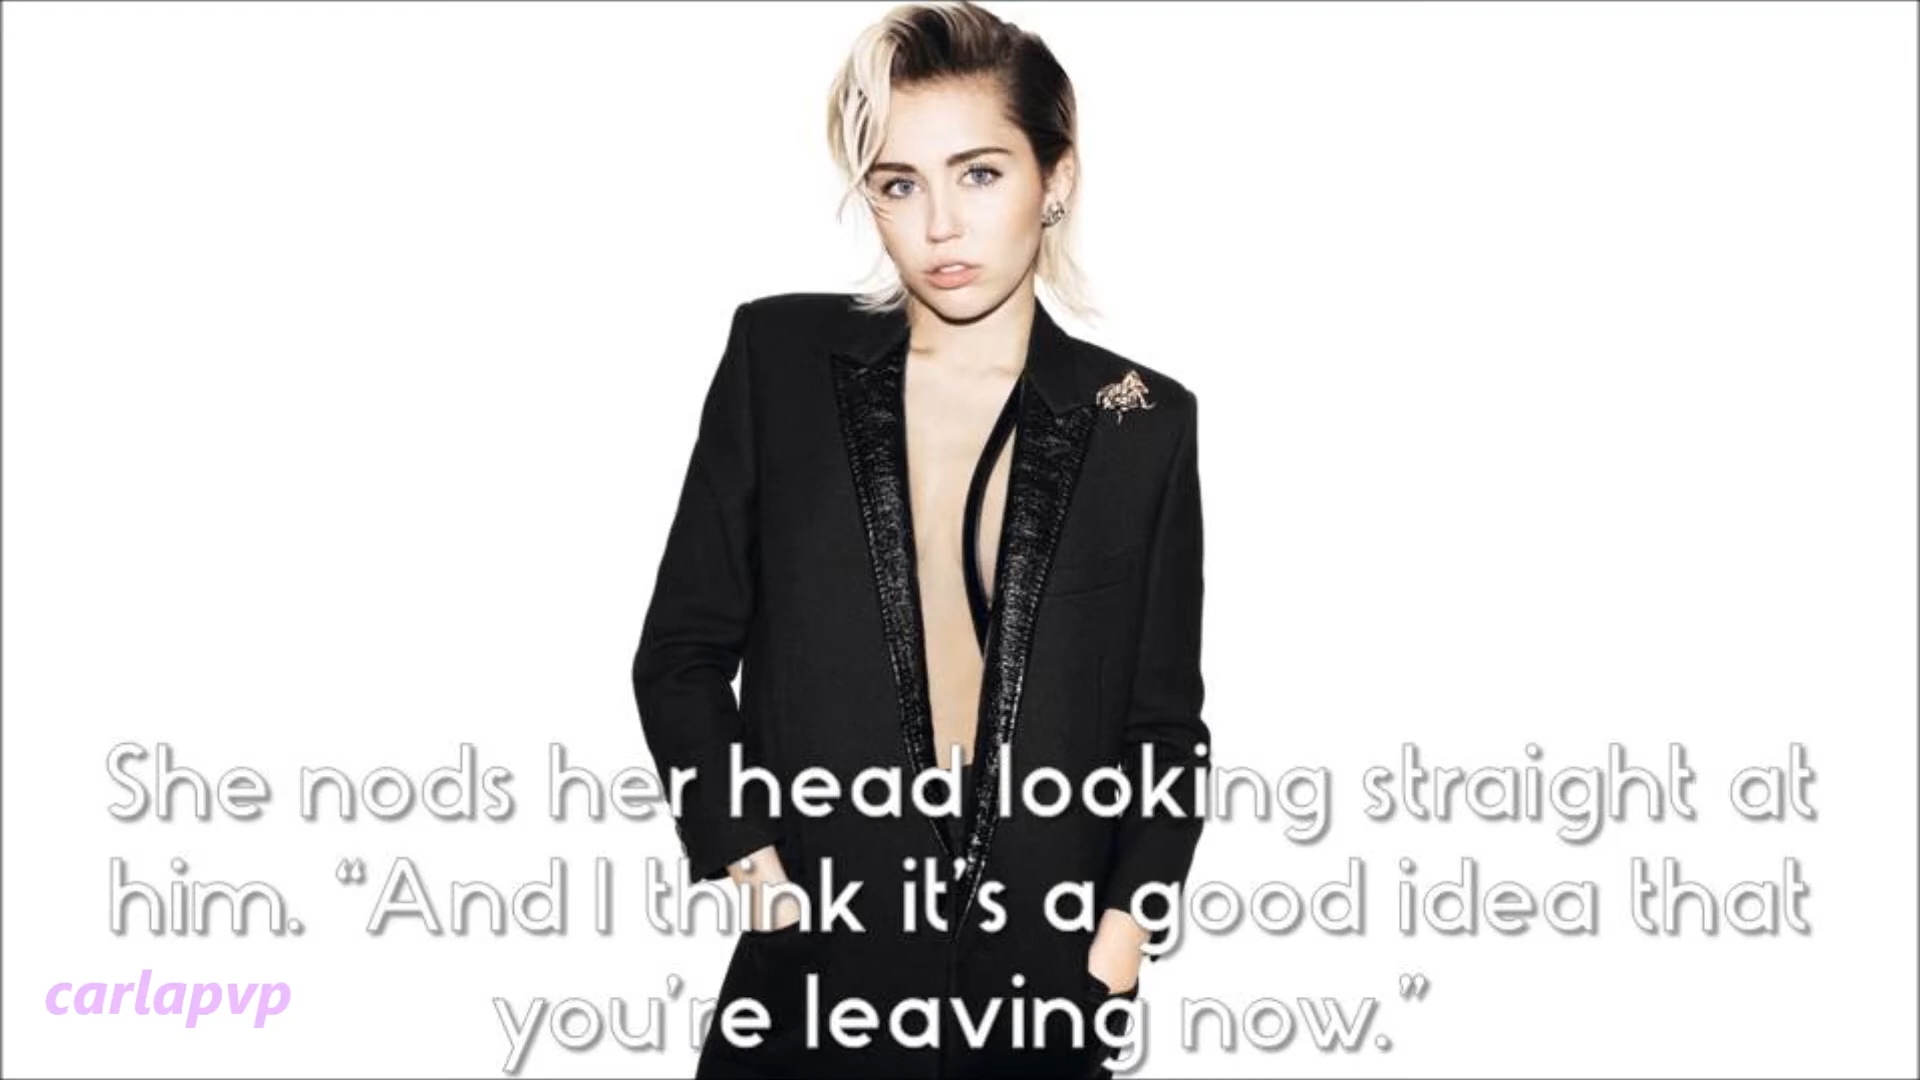 She nods her head looking straight at
him. “And I think it’s a good idea that
you’re leaving now.”
carlapvp